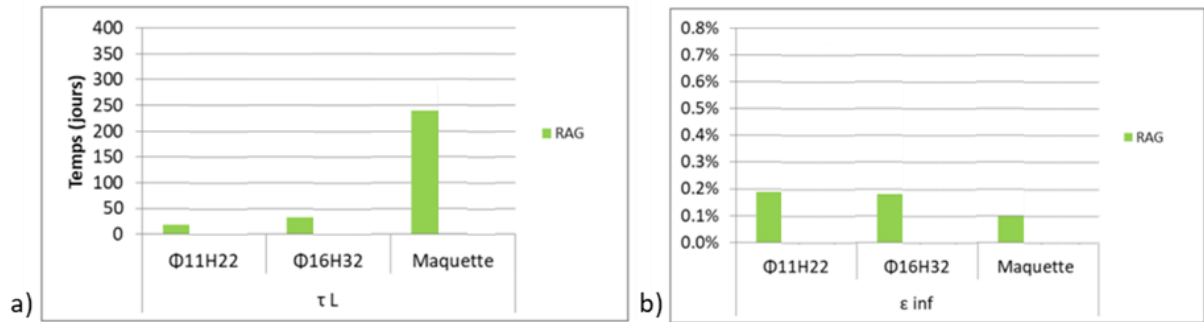 400
350
300
250
200
150
100
50
0
Temps (jours)
Φ11H22 Φ16H32 Maquette
τ L
RAG
a)
0.8%
0.7%
0.6%
0.5%
0.4%
0.3%
0.2%
0.1%
0.0%
Φ11H22 Φ16H32 Maquette
ε inf
RAG
b)